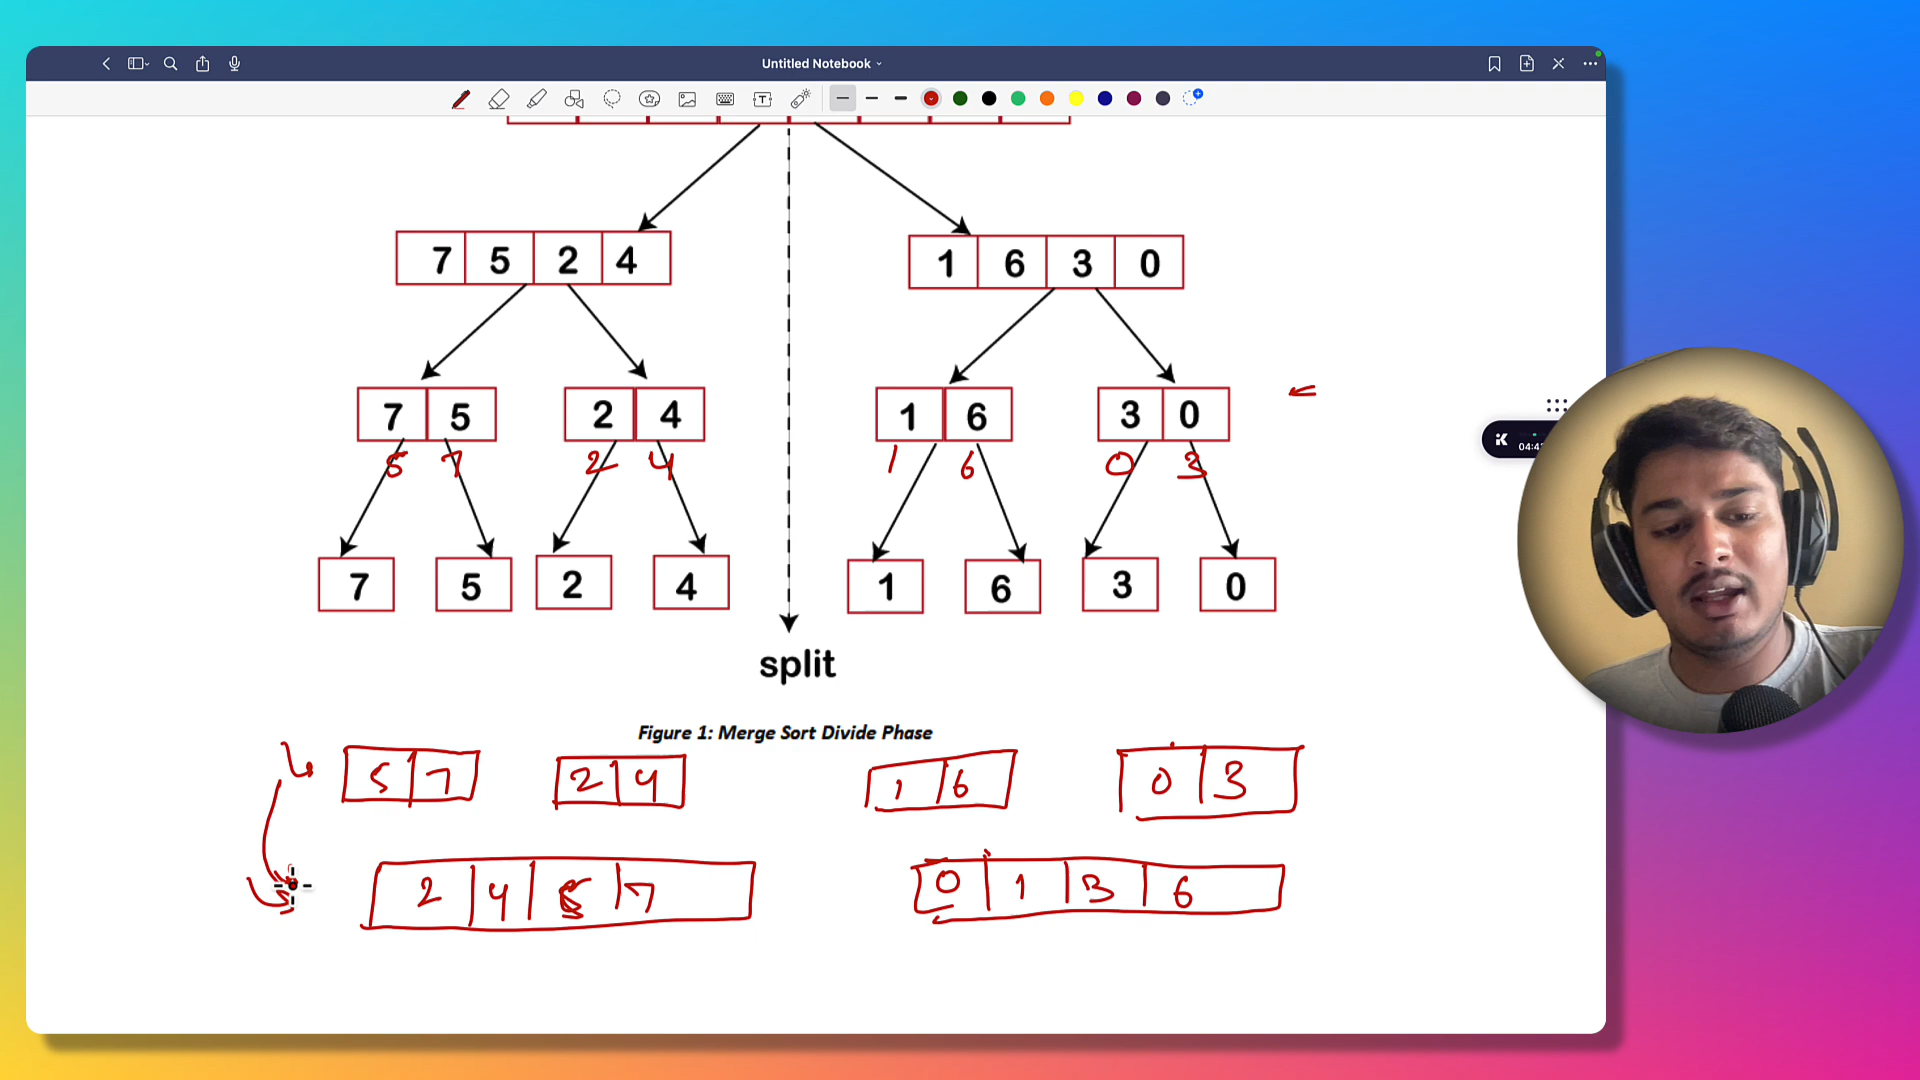 Untitled Notebook
7 5 2 4 1 6 3 0
7 5 2 4 1 6 3 0
04:4
5 7 2 4 1 6 0 3
7 5 2 4 1 6 3 0
split
Figure 1: Merge Sort Divide Phase
5 7 2 4 1 6 0 3
2 4 5 7 0 1 3 6